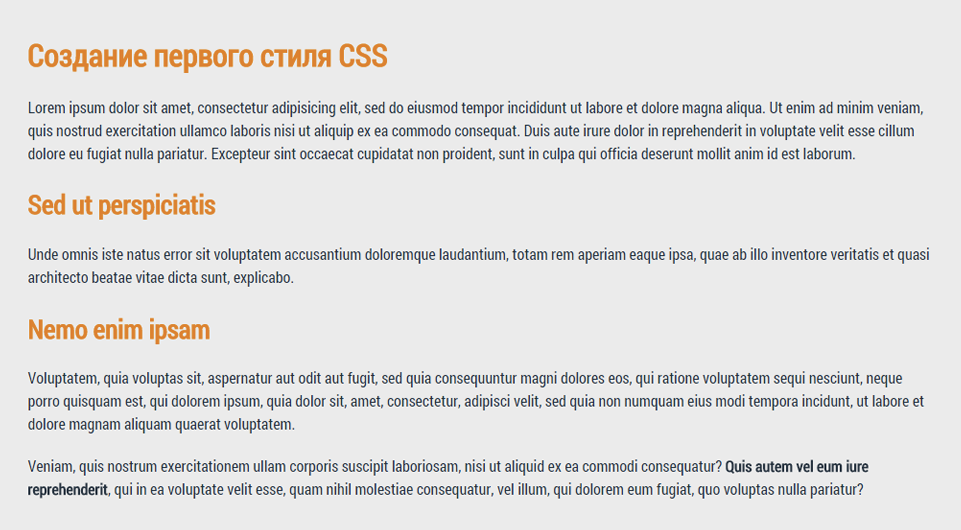 Создание первого стиля CSS
Lorem ipsum dolor sit amet, consectetur adipisicing elit, sed do eiusmod tempor incididunt ut labore et dolore magna aliqua. Ut enim ad minim veniam,
quis nostrud exercitation ullamco laboris nisi ut aliquip ex ea commodo consequat. Duis aute irure dolor in reprehenderit in voluptate velit esse cillum
dolore eu fugiat nulla pariatur. Excepteur sint occaecat cupidatat non proident, sunt in culpa qui officia deserunt mollit anim id est laborum.
Sed ut perspiciatis
Unde omnis iste natus error sit voluptatem accusantium doloremque laudantium, totam rem aperiam eaque ipsa, quae ab illo inventore veritatis et quasi
architecto beatae vitae dicta sunt, explicabo.
Nemo enim ipsam
Voluptatem, quia voluptas sit, aspernatur aut odit aut fugit, sed quia consequuntur magni dolores eos, qui ratione voluptatem sequi nesciunt, neque
porro quisquam est, qui dolorem ipsum, quia dolor sit, amet, consectetur, adipisci velit, sed quia non numquam eius modi tempora incidunt, ut labore et
dolore magnam aliquam quaerat voluptatem.
Veniam, quis nostrum exercitationem ullam corporis suscipit laboriosam, nisi ut aliquid ex ea commodi consequatur? Quis autem vel eum iure
reprehenderit, qui in ea voluptate velit esse, quam nihil molestiae consequatur, vel illum, qui dolorem eum fugiat, quo voluptas nulla pariatur?